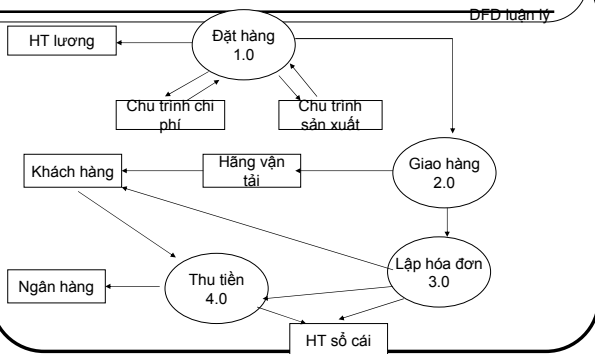 DFD luận lý
HT lương
Đặt hàng
1.0
Chu trình chi
phí
Chu trình
sản xuất
Khách hàng
Hãng vận
tải
Giao hàng
2.0
Lập hóa đơn
3.0
Ngân hàng
Thu tiền
4.0
HT sổ cái